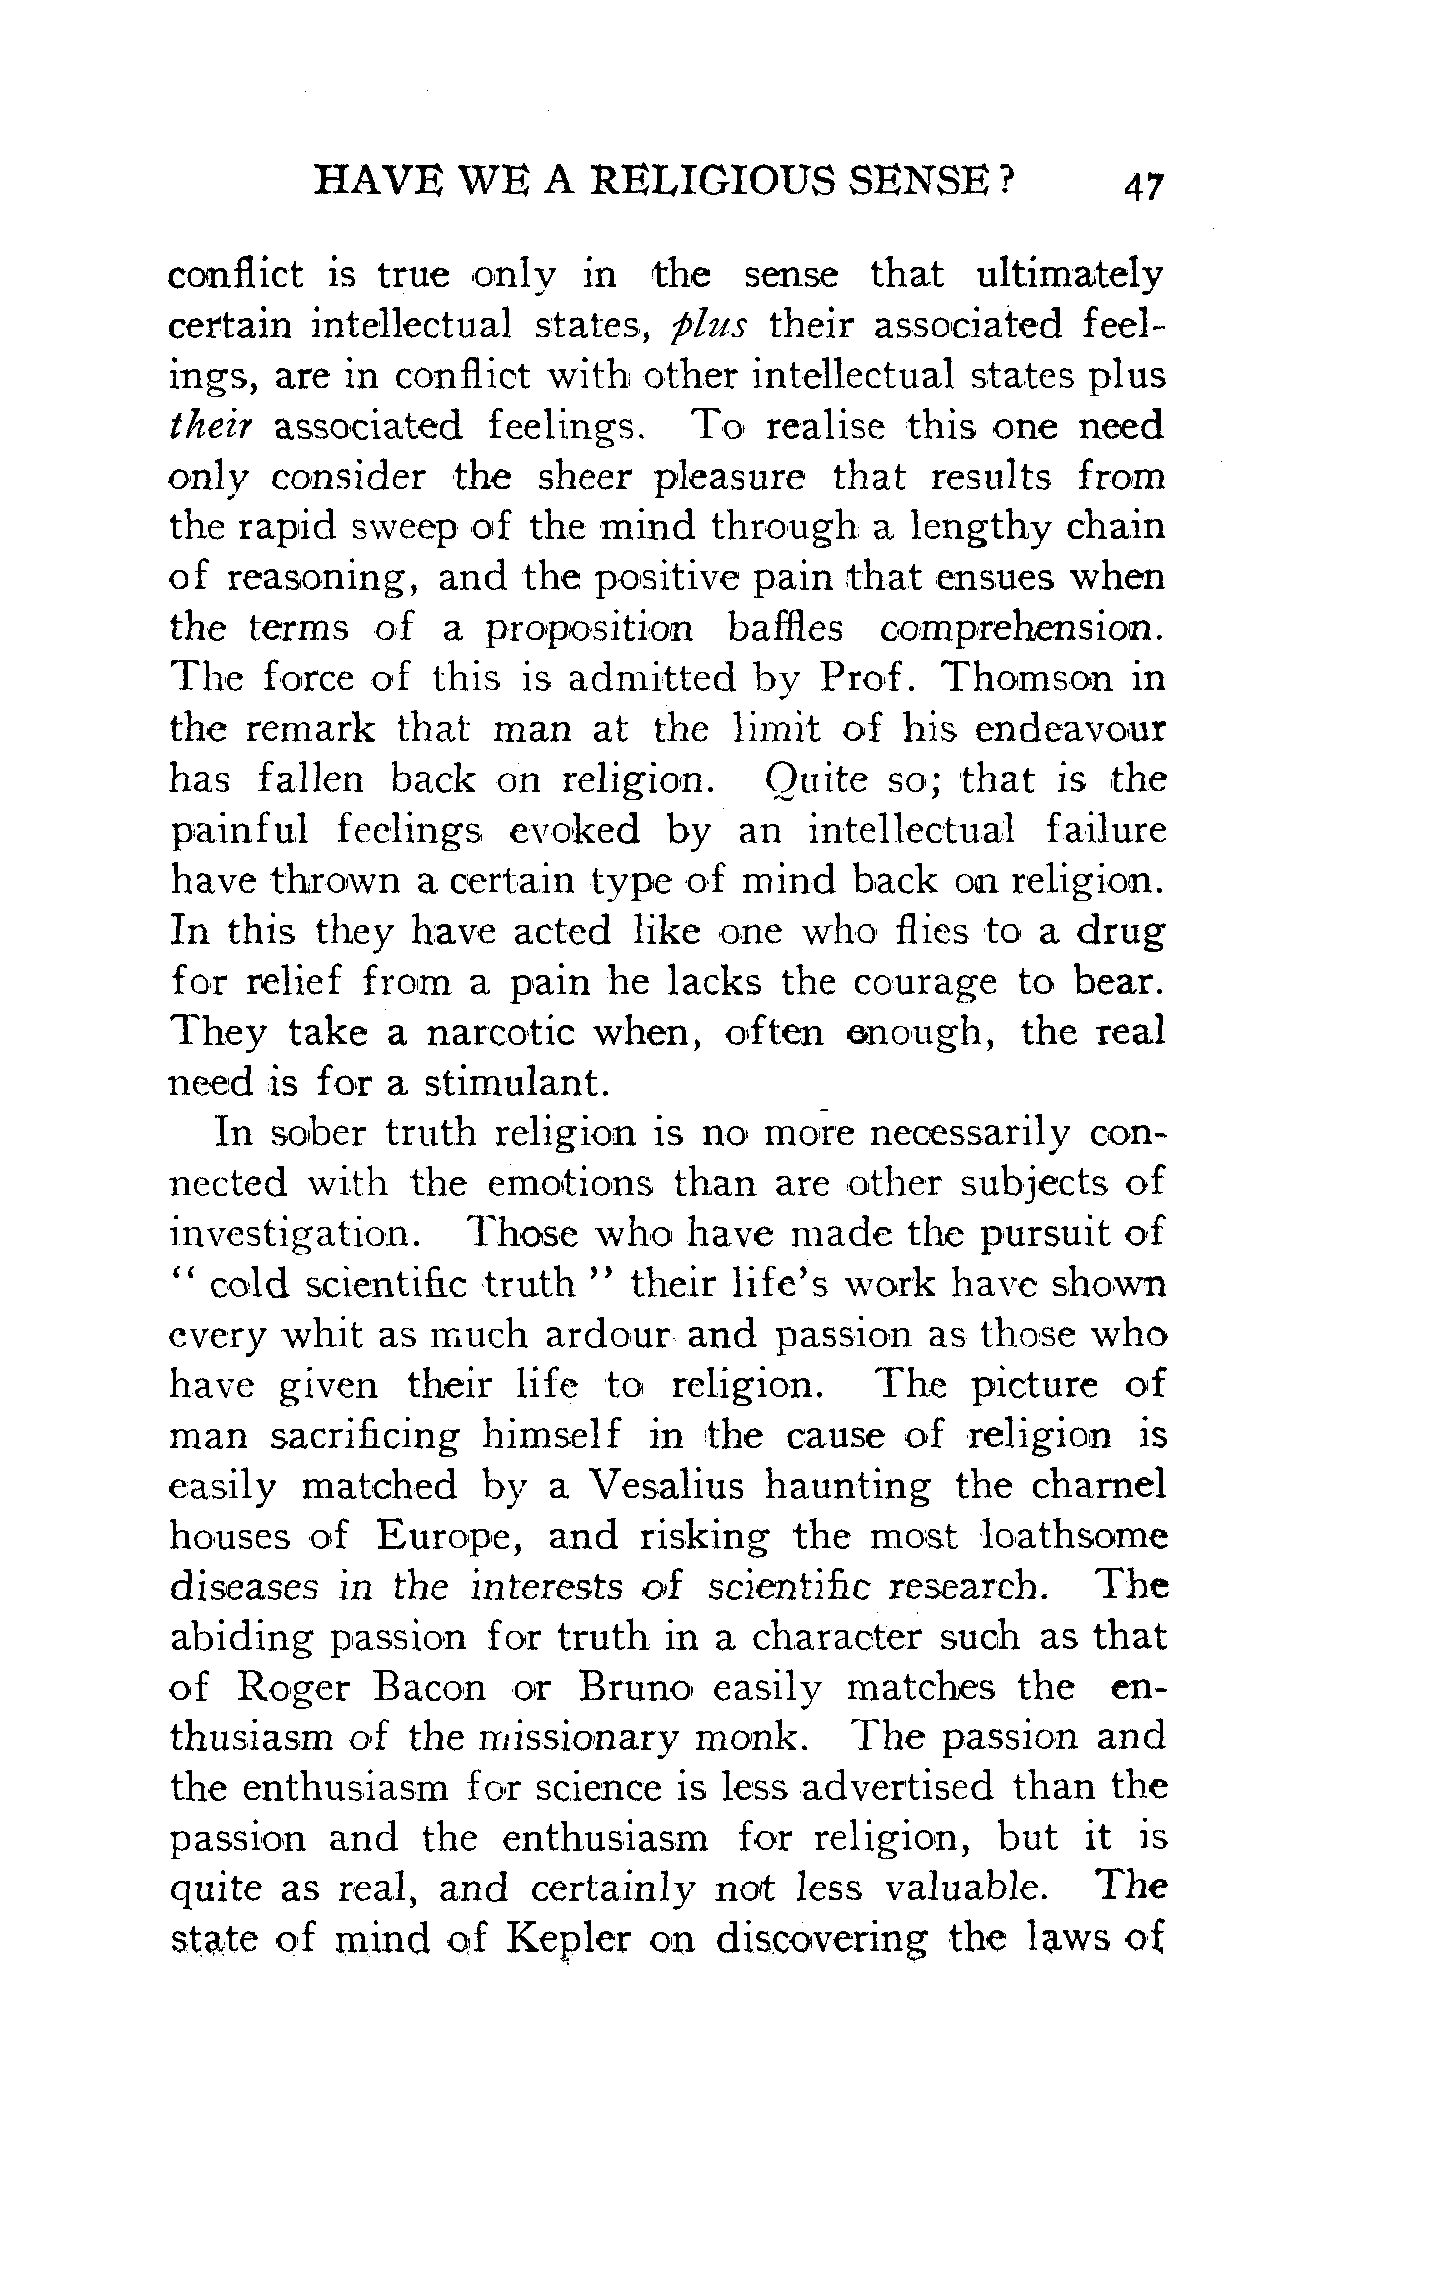 HAVE WE A RELIGIOUS SENSE? 47
conflict is true only in the sense that ultimately
certain intellectual states, plus their associated feel-
ings, are in conflict with other intellectual states plus
their associated feelings. To realise this one need
only consider the sheer pleasure that results from
the rapid sweep of the mind through a lengthy chain
of reasoning, and the positive pain that ensues when
the terms of a proposition baffles comprehension.
The force of this is admitted by Prof. Thomson in
the remark that man at the limit of his endeavour
has fallen back on religion. Quite so; that is the
painful feelings evoked by an intellectual failure
have thrown a certain type of mind back on religion.
In this they have acted like one who flies to a drug
for relief from a pain he lacks the courage to bear.
They take a narcotic when, often enough, the real
need is for a stimulant.
In sober truth religion is no more necessarily con-
nected with the emotions than are other subjects of
investigation. Those who have made the pursuit of
“ cold scientific truth ” their life's work have shown
every whit as much ardour and passion as those who
have given their life to religion. The picture of
man sacrificing himself in the cause of religion is
easily matched by a Vesalius haunting the charnel
houses of Europe, and risking the most loathsome
diseases in the interests of scientific research. The
abiding passion for truth in a character such as that
of Roger Bacon or Bruno easily matches the en-
thusiasm of the missionary monk. The passion and
the enthusiasm for science is less advertised than the
passion and the enthusiasm for religion, but it is
quite as real, and certainly not less valuable. The
state of mind of Kepler on discovering the laws of